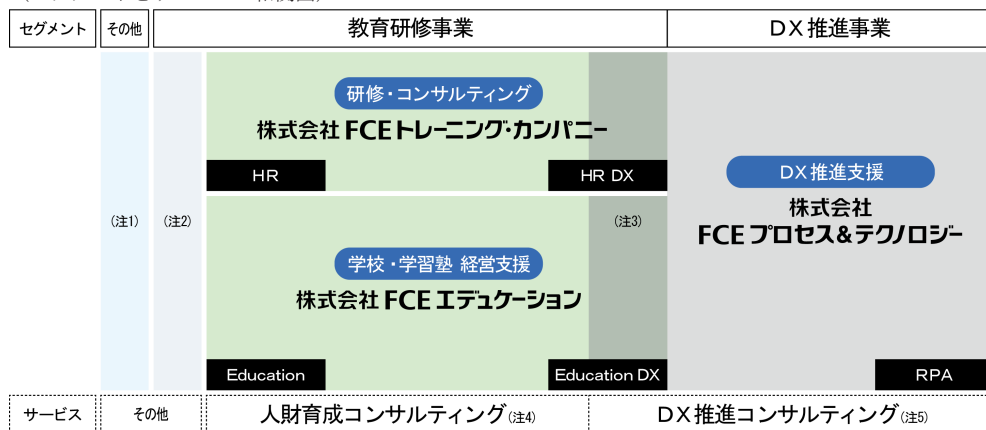 セグメント その他 教育研修事業 DX推進事業
研修・コンサルティング
株式会社 FCEトレーニング・カンパニー
HR HR DX
DX推進支援
株式会社
FCE プロセス&テクノロジー
(注1) (注2) (注3)
学校・学習塾 経営支援
株式会社 FCE エデュケーション
Education Education DX RPA
サービス その他 人財育成コンサルティング(注4) DX推進コンサルティング(注5)